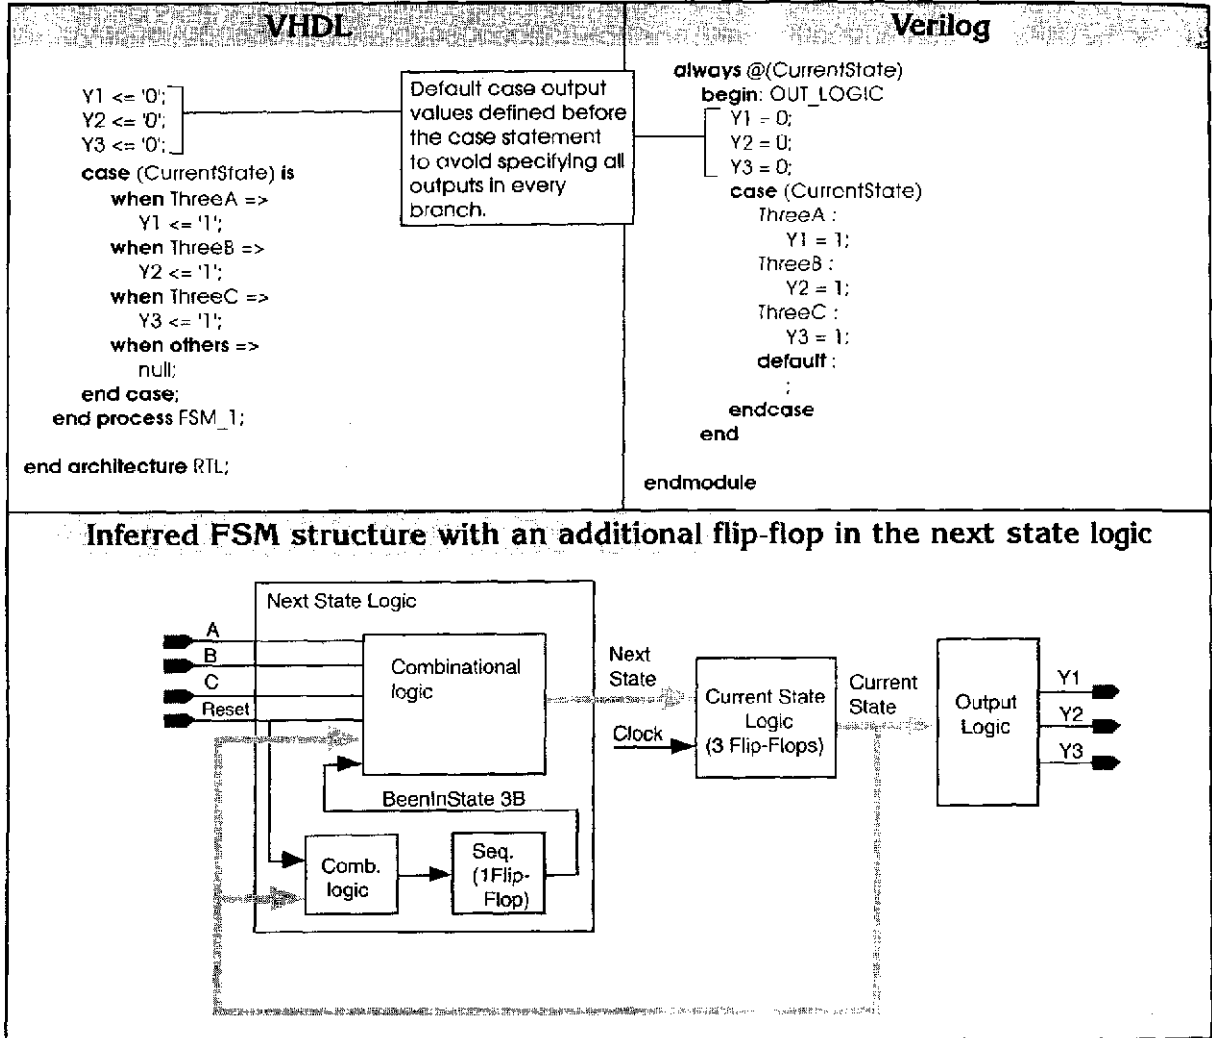 VHDL
Y1 <= '0';
Y2 <= '0';
Y3 <= '0';
case (CurrentState) is
when ThreeA =>
Y1 <= '1';
when ThreeB =>
Y2 <= '1';
when ThreeC =>
Y3 <= '1';
when others =>
null;
end case;
end process FSM_1;
end architecture RTL;
Default case output
values defined before
the case statement
to avoid specifying all
outputs in every
branch.
Verilog
always @(CurrentState)
begin: OUT_LOGIC
Y1 = 0;
Y2 = 0;
Y3 = 0;
case (CurrentState)
ThreeA :
Y1 = 1;
ThreeB :
Y2 = 1;
ThreeC :
Y3 = 1;
default :
;
endcase
end
endmodule
Inferred FSM structure with an additional flip-flop in the next state logic
Next State Logic
A
B
C
Reset
Combinational
logic
BeenInState 3B
Comb.
logic
Seq.
(1Flip-
Flop)
Next
State
Clock
Current State
Logic
(3 Flip-Flops)
Current
State
Output
Logic
Y1
Y2
Y3